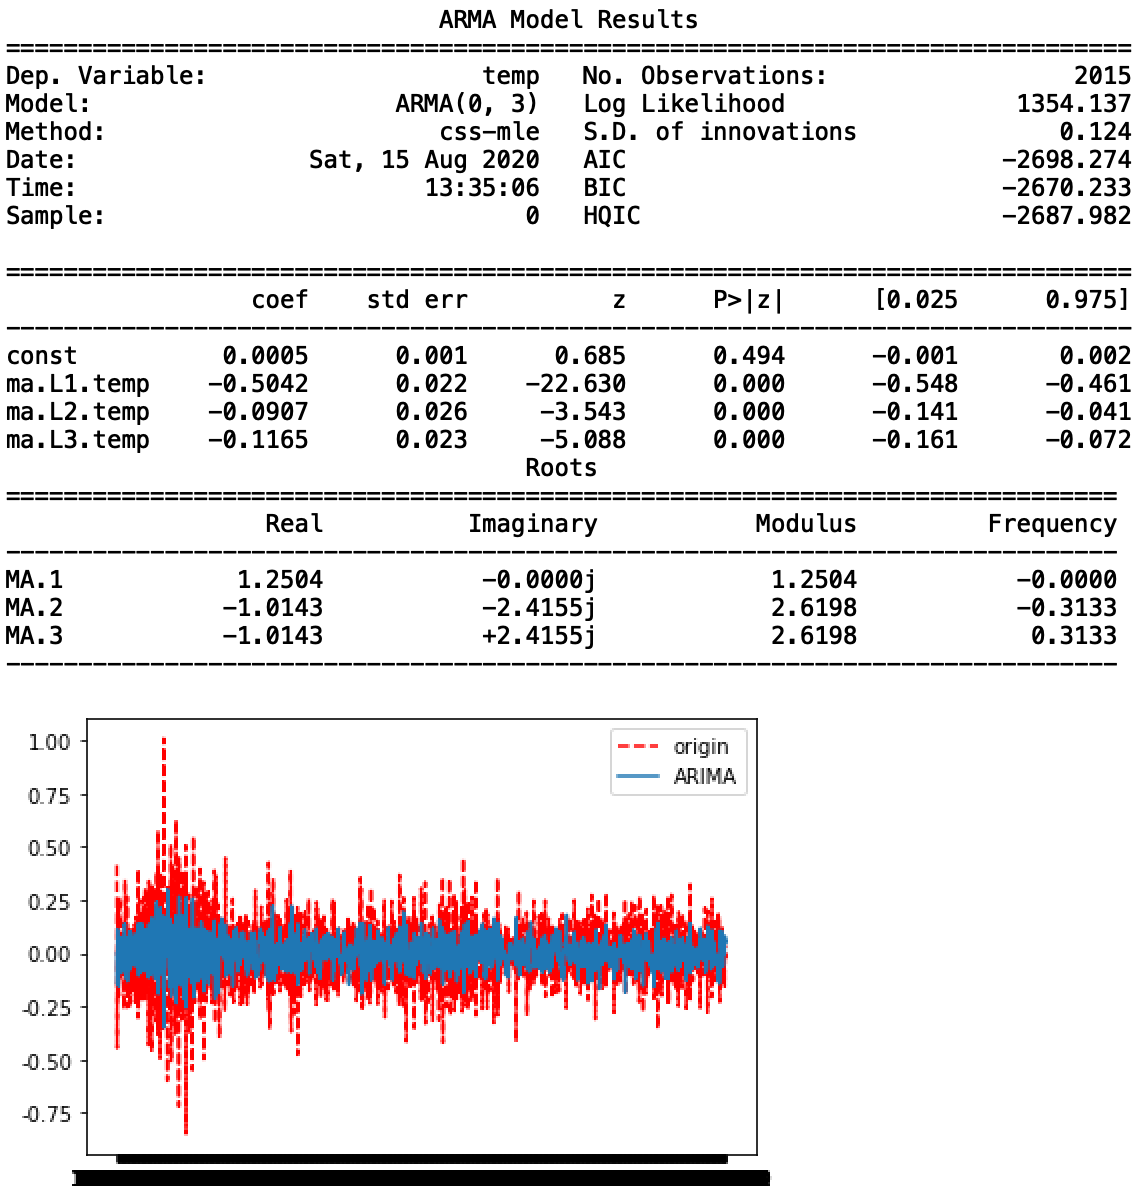 ARMA Model Results
Dep. Variable: temp No. Observations: 2015
Model: ARMA(0, 3) Log Likelihood 1354.137
Method: css-mle S.D. of innovations 0.124
Date: Sat, 15 Aug 2020 AIC -2698.274
Time: 13:35:06 BIC -2670.233
Sample: 0 HQIC -2687.982
coef std err z P>|z| [0.025 0.975]
const 0.0005 0.001 0.685 0.494 -0.001 0.002
ma.L1.temp -0.5042 0.022 -22.630 0.000 -0.548 -0.461
ma.L2.temp -0.0907 0.026 -3.543 0.000 -0.141 -0.041
ma.L3.temp -0.1165 0.023 -5.088 0.000 -0.161 -0.072
Roots
Real Imaginary Modulus Frequency
MA.1 1.2504 -0.0000j 1.2504 -0.0000
MA.2 -1.0143 -2.4155j 2.6198 -0.3133
MA.3 -1.0143 +2.4155j 2.6198 0.3133
origin
ARIMA
1.00
0.75
0.50
0.25
0.00
-0.25
-0.50
-0.75